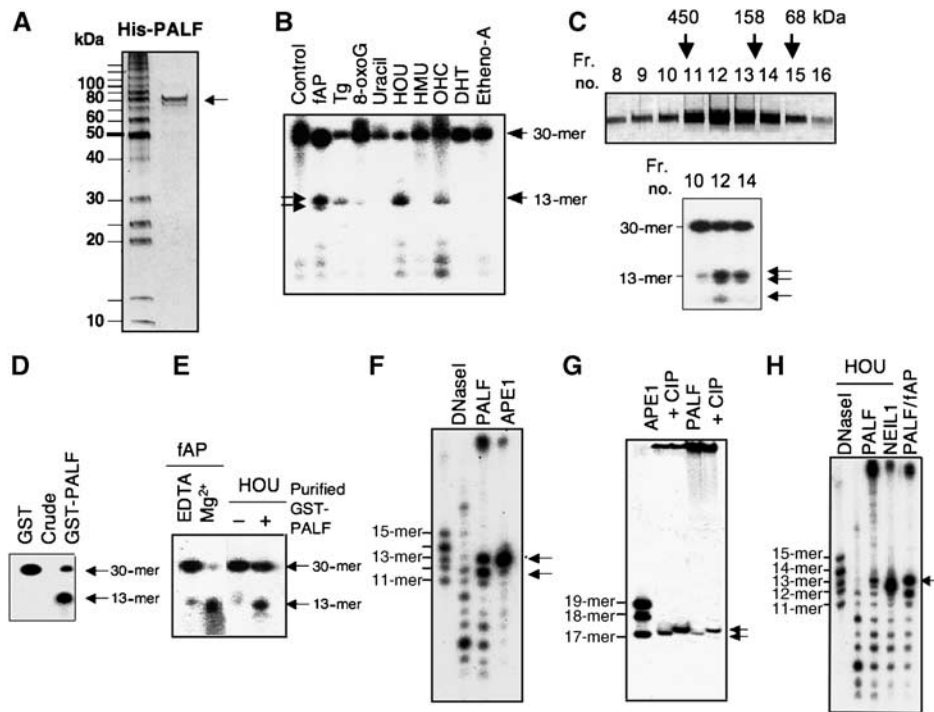 A
His-PALF
kDa
100
80
60
50
40
30
20
10
B
Control
fAP
Tg
8-oxoG
Uracil
HOU
HMU
OHC
DHT
Etheno-A
30-mer
13-mer
C
450 158 68 kDa
Fr. no. 8 9 10 11 12 13 14 15 16
Fr. no. 10 12 14
30-mer
13-mer
D
GST
Crude
GST-PALF
30-mer
13-mer
E
fAP
EDTA
Mg2+
HOU
− +
Purified GST-PALF
30-mer
13-mer
F
DNaseI
PALF
APE1
15-mer
13-mer
11-mer
G
APE1
+ CIP
PALF
+ CIP
19-mer
18-mer
17-mer
H
HOU
DNaseI
PALF
NEIL1
PALF/fAP
15-mer
14-mer
13-mer
12-mer
11-mer